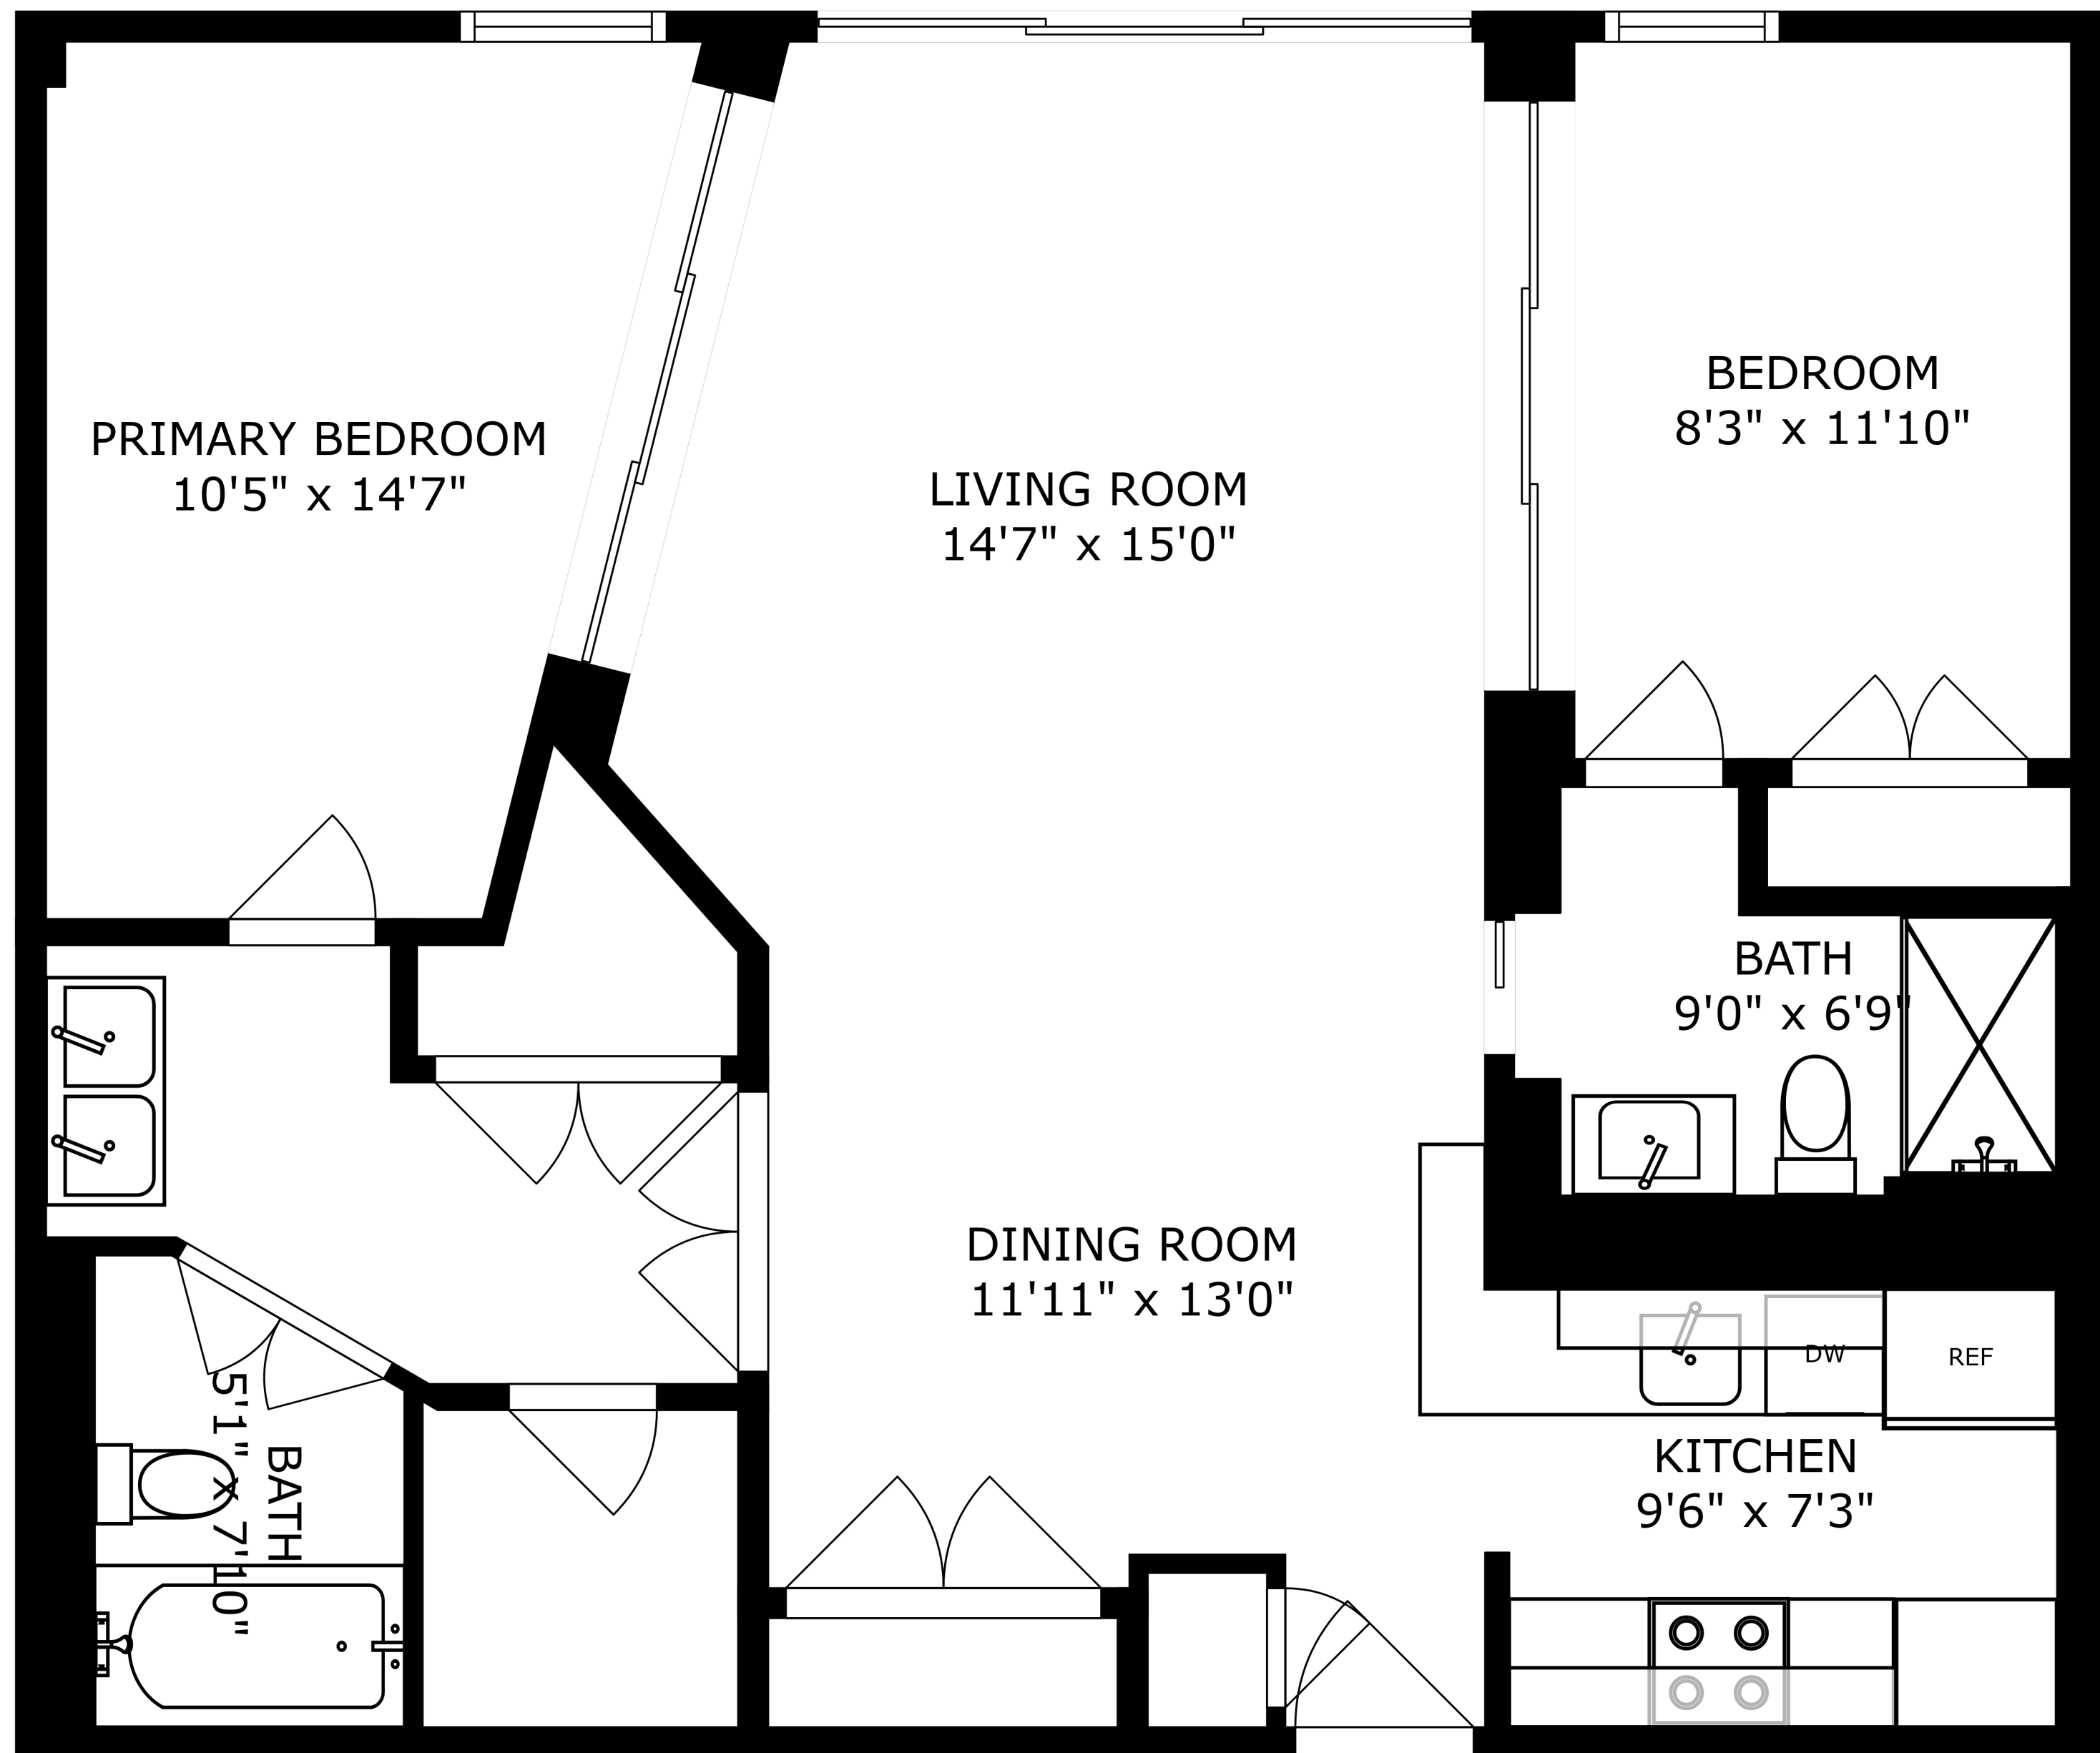 PRIMARY BEDROOM
10'5" x 14'7"
LIVING ROOM
14'7" x 15'0"
BEDROOM
8'3" x 11'10"
BATH
9'0" x 6'9"
DINING ROOM
11'11" x 13'0"
DW
REF
KITCHEN
9'6" x 7'3"
BATH
5'1" x 7'10"